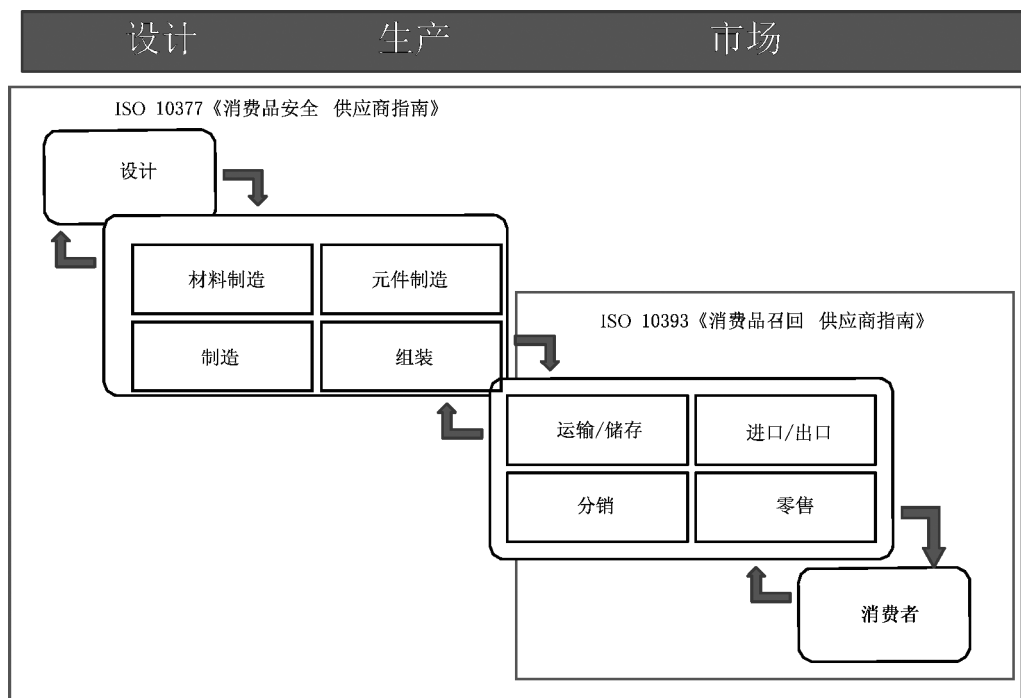 设计 生产 市场
ISO 10377《消费品安全 供应商指南》
设计
材料制造 元件制造
ISO 10393《消费品召回 供应商指南》
制造 组装
运输/储存 进口/出口
分销 零售
消费者